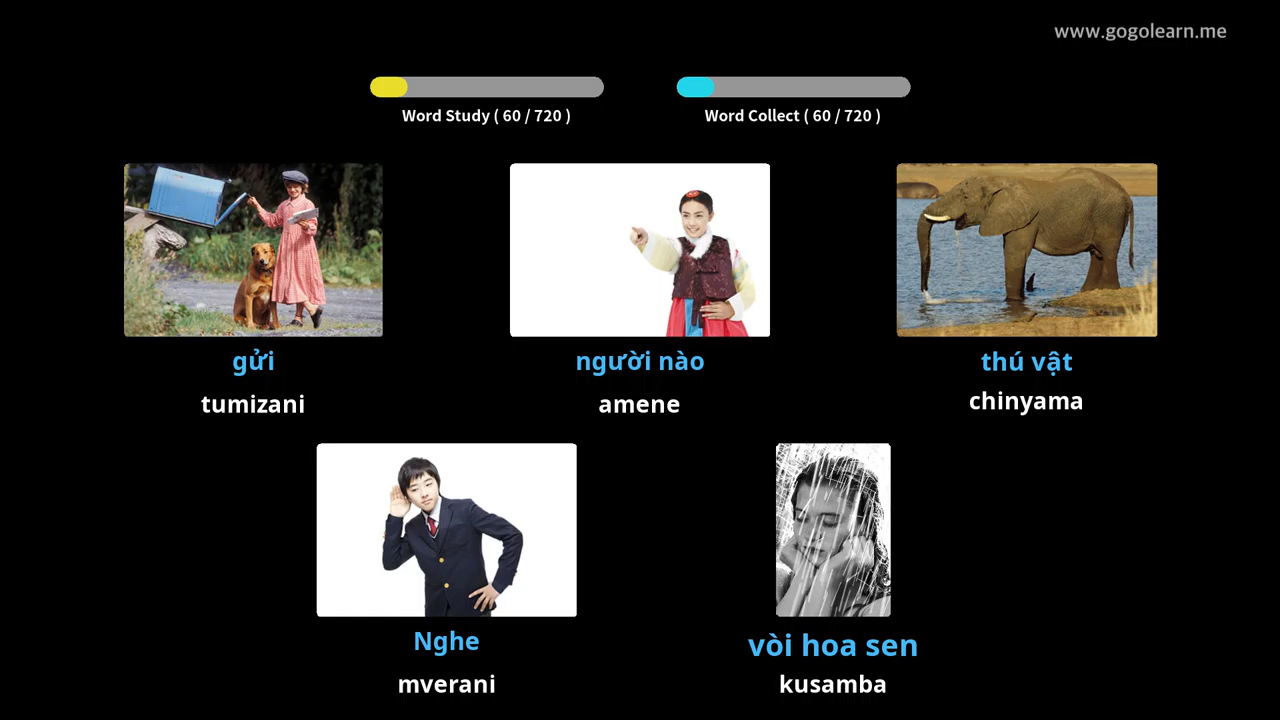 www.gogolearn.me
Word Study ( 60 / 720 )
Word Collect ( 60 / 720 )
gửi
tumizani
người nào
amene
thú vật
chinyama
Nghe
mverani
vòi hoa sen
kusamba